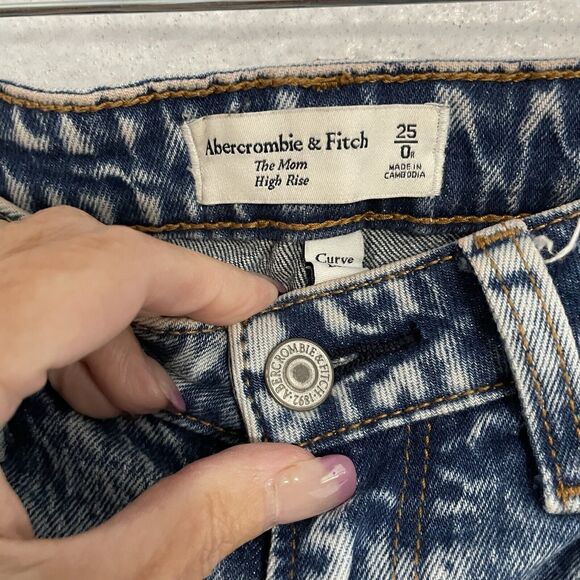 Abercrombie & Fitch
The Mom
High Rise
25
0R
MADE IN
CAMBODIA
Curve
ABERCROMBIE & FITCH • 1892 •